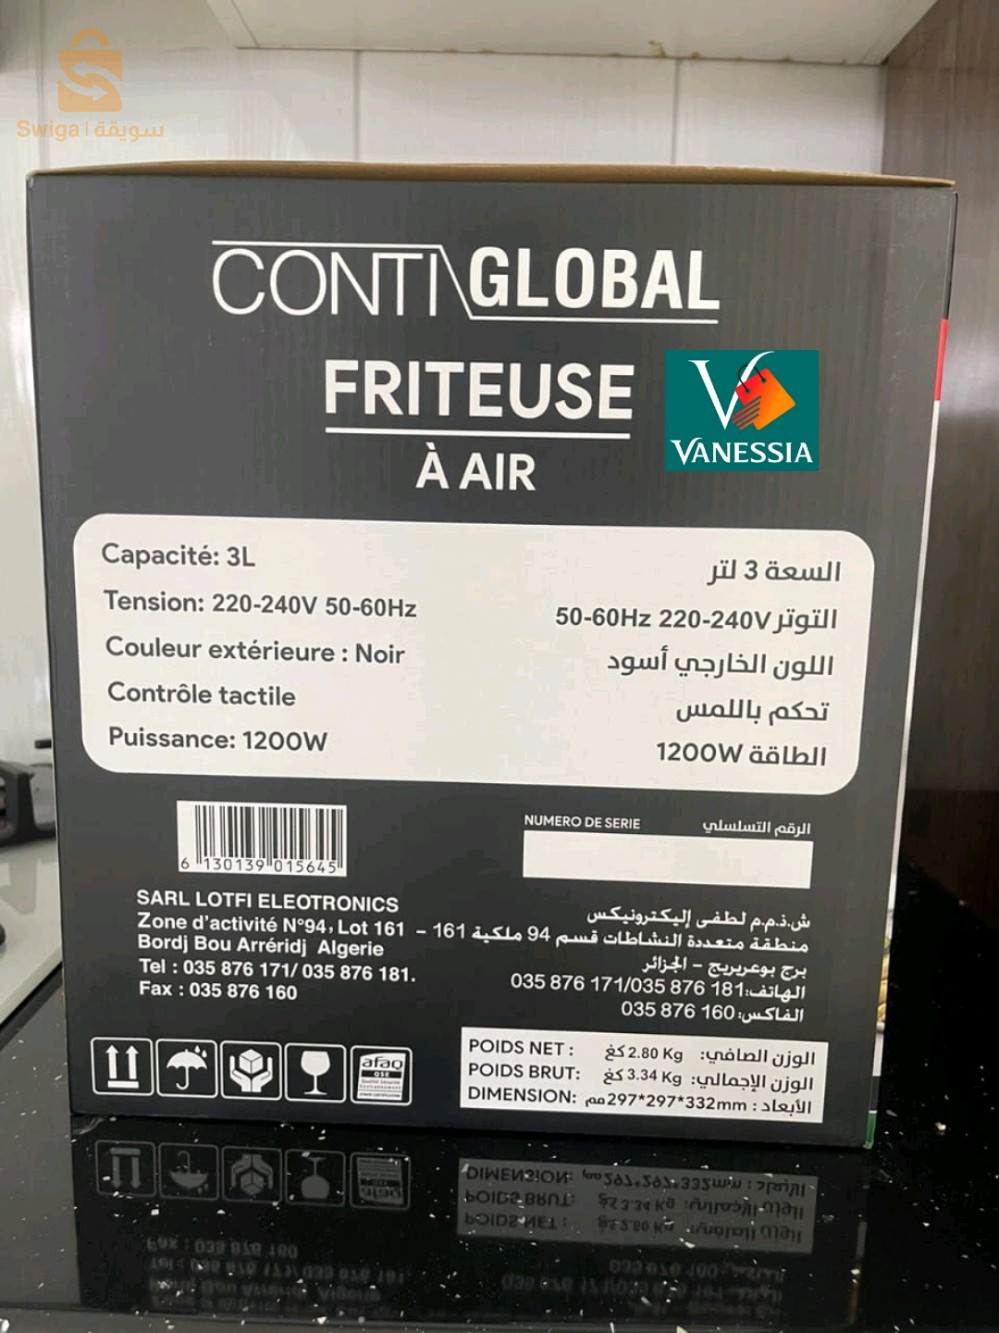 Swiga | سويقة
CONTI GLOBAL
FRITEUSE
À AIR
VANESSIA
Capacité: 3L
السعة 3 لتر
Tension: 220-240V 50-60Hz
التوتر 50-60Hz 220-240V
Couleur extérieure : Noir
اللون الخارجي أسود
Contrôle tactile
تحكم باللمس
Puissance: 1200W
الطاقة 1200W
6 130139 015645
NUMERO DE SERIE الرقم التسلسلي
SARL LOTFI ELEOTRONICS
Zone d'activité N°94, Lot 161
Bordj Bou Arréridj Algerie
Tel : 035 876 171/ 035 876 181.
Fax : 035 876 160
ش.ذ.م.م لطفي إليكترونيكس
منطقة متعددة النشاطات قسم 94 ملكية 161 –
برج بوعريريج – الجزائر
الهاتف:035 876 171/035 876 181
الفاكس:035 876 160
afaq
POIDS NET : 2.80 Kg كغ الوزن الصافي:
POIDS BRUT: 3.34 Kg كغ الوزن الإجمالي:
DIMENSION: 297*297*332mm مم الأبعاد :